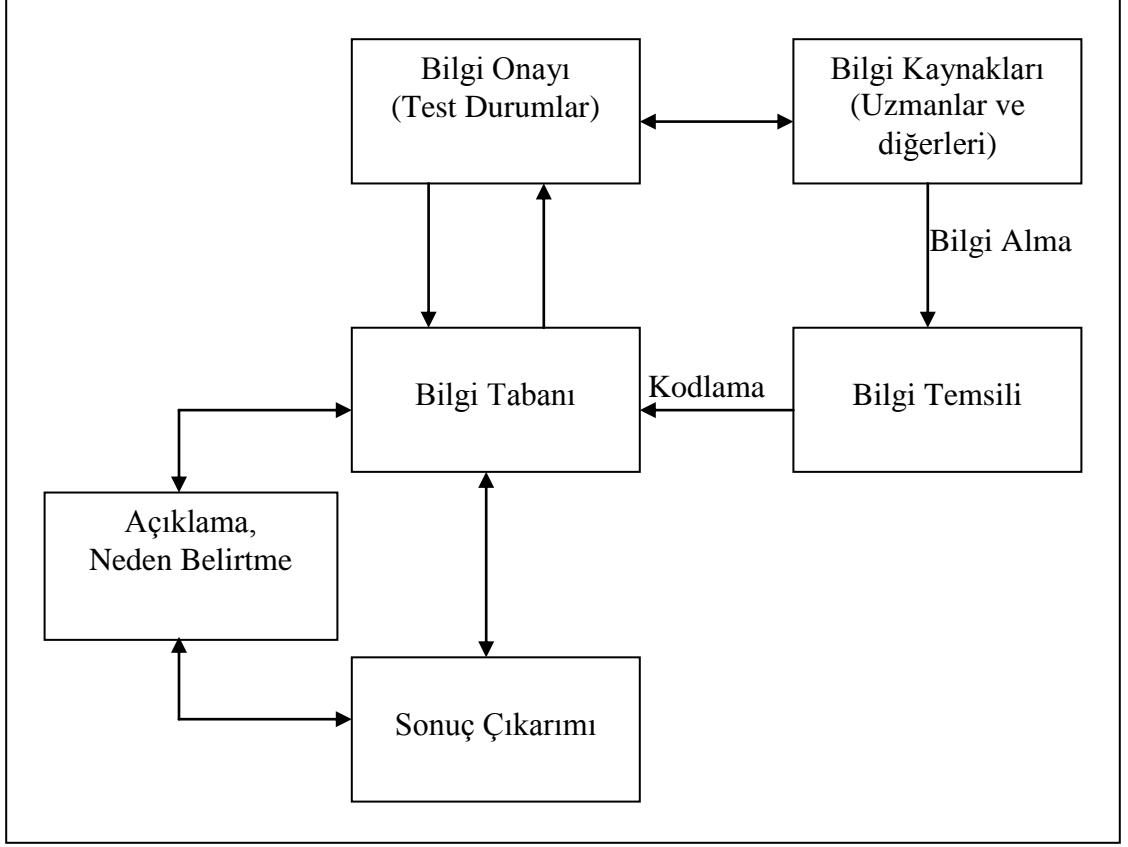 Bilgi Onayı
(Test Durumlar)
Bilgi Kaynakları
(Uzmanlar ve
diğerleri)
Bilgi Alma
Bilgi Tabanı
Kodlama
Bilgi Temsili
Açıklama,
Neden Belirtme
Sonuç Çıkarımı